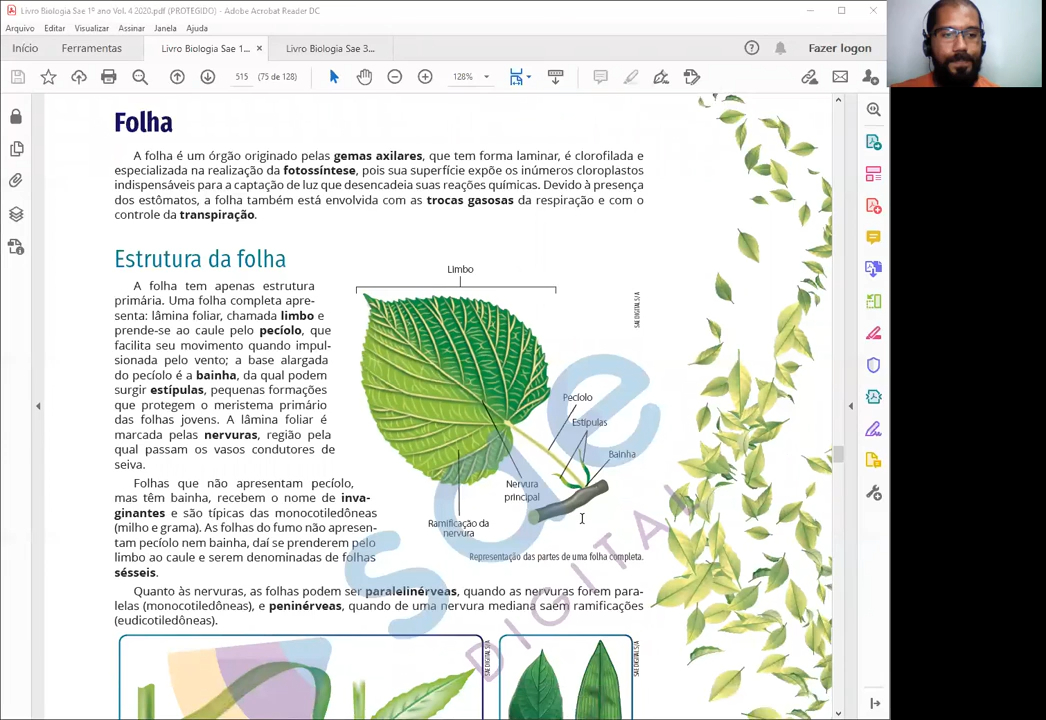 Livro Biologia Sae 1º ano Vol. 4 2020.pdf (PROTEGIDO) - Adobe Acrobat Reader DC
Arquivo Editar Visualizar Assinar Janela Ajuda
Início Ferramentas Livro Biologia Sae 1... × Livro Biologia Sae 3... Fazer logon
515 (75 de 128) 128%
Folha
A folha é um órgão originado pelas gemas axilares, que tem forma laminar, é clorofilada e
especializada na realização da fotossíntese, pois sua superfície expõe os inúmeros cloroplastos
indispensáveis para a captação de luz que desencadeia suas reações químicas. Devido à presença
dos estômatos, a folha também está envolvida com as trocas gasosas da respiração e com o
controle da transpiração.
Estrutura da folha
A folha tem apenas estrutura
primária. Uma folha completa apre-
senta: lâmina foliar, chamada limbo e
prende-se ao caule pelo pecíolo, que
facilita seu movimento quando impul-
sionada pelo vento; a base alargada
do pecíolo é a bainha, da qual podem
surgir estípulas, pequenas formações
que protegem o meristema primário
das folhas jovens. A lâmina foliar é
marcada pelas nervuras, região pela
qual passam os vasos condutores de
seiva.
Folhas que não apresentam pecíolo,
mas têm bainha, recebem o nome de inva-
ginantes e são típicas das monocotiledôneas
(milho e grama). As folhas do fumo não apresen-
tam pecíolo nem bainha, daí se prenderem pelo
limbo ao caule e serem denominadas de folhas
sésseis.
Limbo
SAE DIGITAL S/A
Pecíolo
Estípulas
Bainha
Nervura
principal
Ramificação da
nervura
Representação das partes de uma folha completa.
Quanto às nervuras, as folhas podem ser paralelinérveas, quando as nervuras forem para-
lelas (monocotiledôneas), e peninérveas, quando de uma nervura mediana saem ramificações
(eudicotiledôneas).
SAE DIGITAL S/A
SAE DIGITAL S/A
sae
DIGITAL